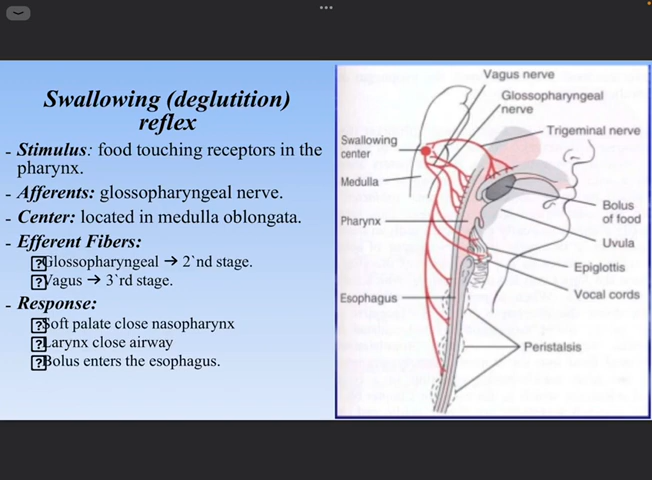 Swallowing (deglutition)
reflex
- Stimulus: food touching receptors in the
pharynx.
- Afferents: glossopharyngeal nerve.
- Center: located in medulla oblongata.
- Efferent Fibers:
Glossopharyngeal → 2`nd stage.
Vagus → 3`rd stage.
- Response:
Soft palate close nasopharynx
Larynx close airway
Bolus enters the esophagus.
Vagus nerve
Glossopharyngeal
nerve
Trigeminal nerve
Swallowing
center
Medulla
Pharynx
Esophagus
Bolus
of food
Uvula
Epiglottis
Vocal cords
Peristalsis